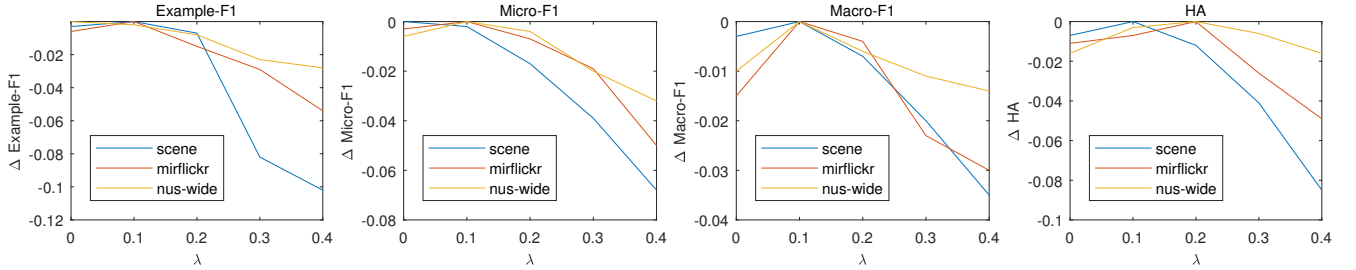 Example-F1
Δ Example-F1
0
-0.02
-0.04
-0.06
-0.08
-0.1
-0.12
scene
mirflickr
nus-wide
0 0.1 0.2 0.3 0.4
λ
Micro-F1
Δ Micro-F1
0
-0.02
-0.04
-0.06
-0.08
scene
mirflickr
nus-wide
0 0.1 0.2 0.3 0.4
λ
Macro-F1
Δ Macro-F1
0
-0.01
-0.02
-0.03
-0.04
scene
mirflickr
nus-wide
0 0.1 0.2 0.3 0.4
λ
HA
Δ HA
0
-0.02
-0.04
-0.06
-0.08
-0.1
scene
mirflickr
nus-wide
0 0.1 0.2 0.3 0.4
λ